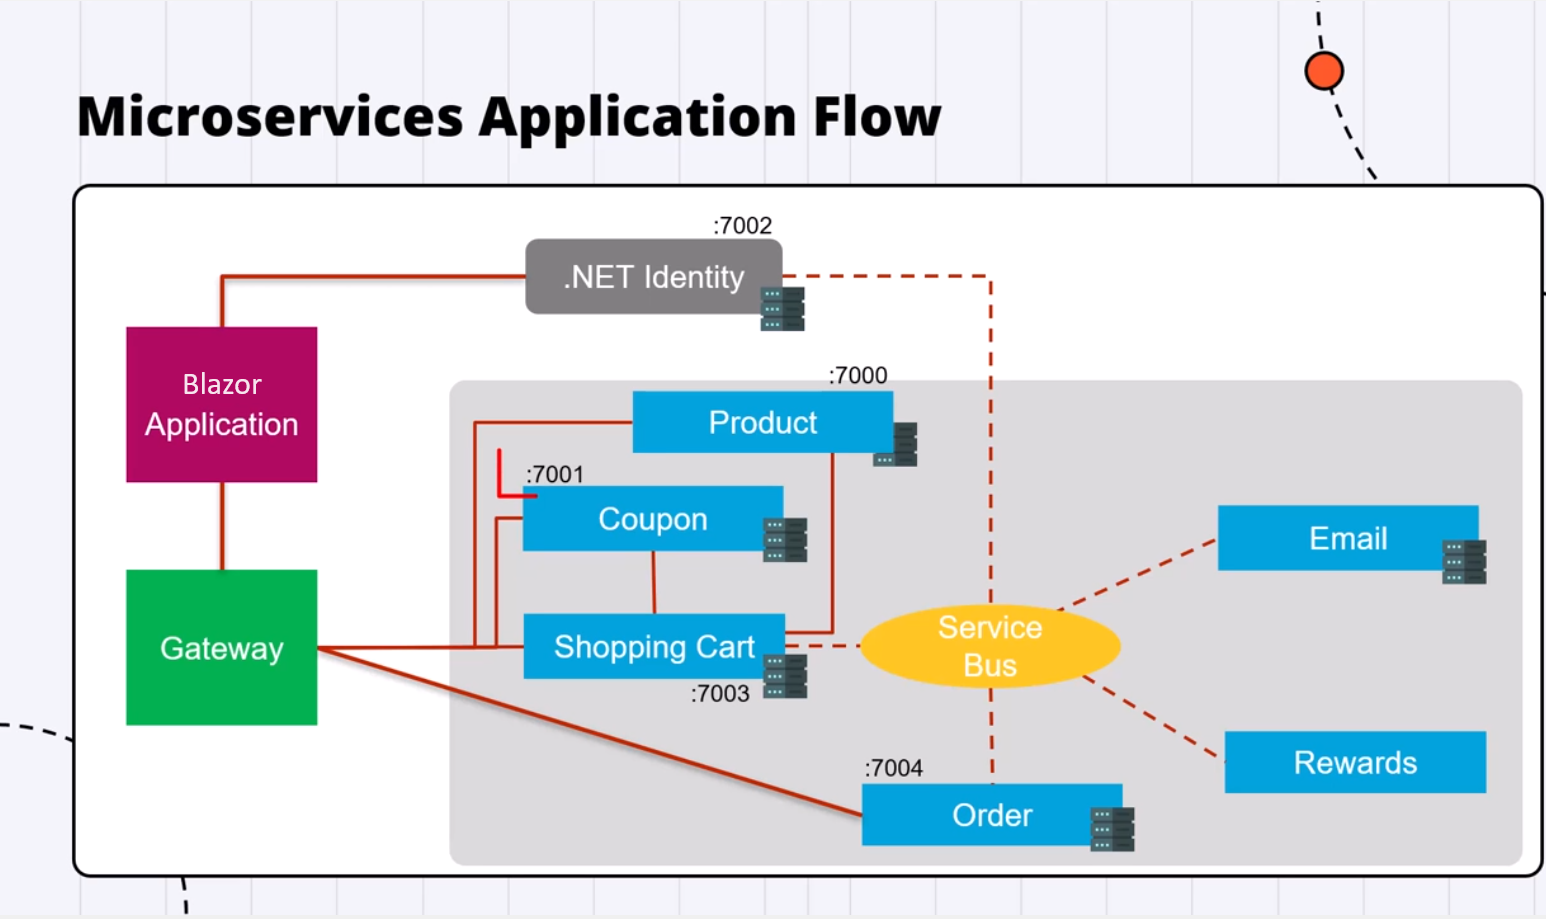 Microservices Application Flow
:7002
.NET Identity
Blazor
Application
:7000
Product
:7001
Coupon
Email
Gateway
Shopping Cart
:7003
Service
Bus
:7004
Order
Rewards